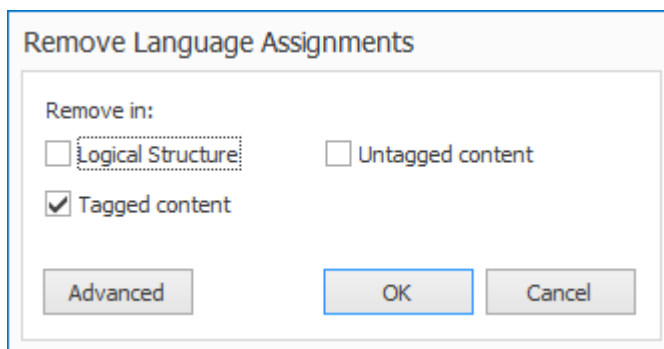 Remove Language Assignments
Remove in:
Logical Structure
Untagged content
Tagged content
Advanced
OK
Cancel